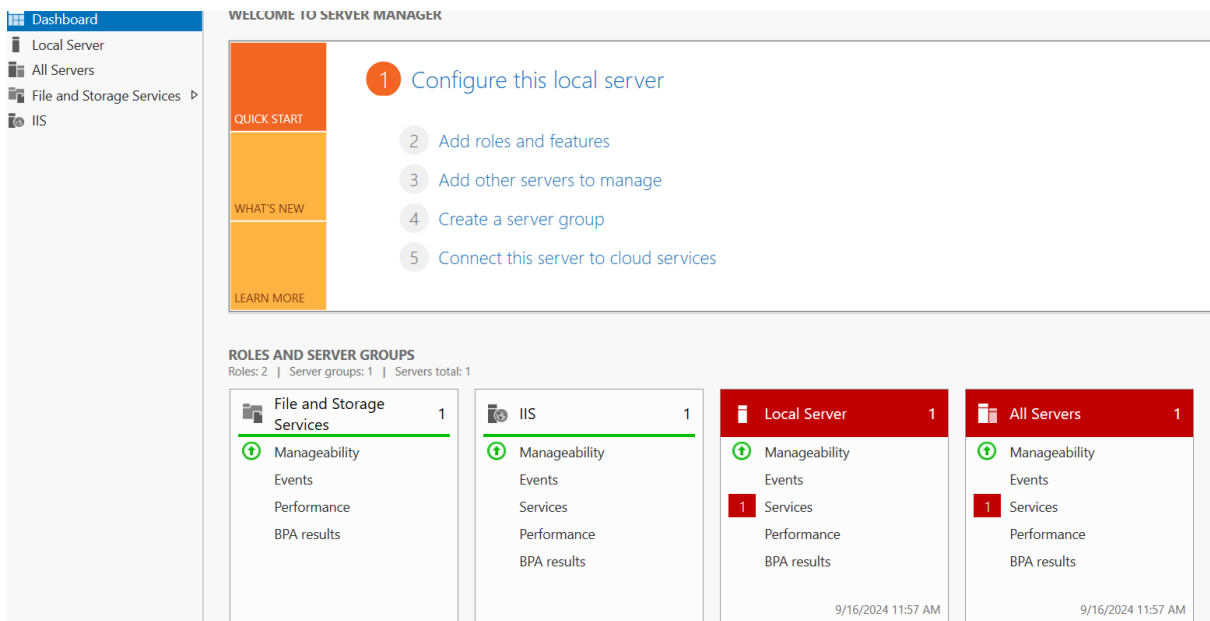 Dashboard
Local Server
All Servers
File and Storage Services
IIS
WELCOME TO SERVER MANAGER
QUICK START
WHAT'S NEW
LEARN MORE
1 Configure this local server
2 Add roles and features
3 Add other servers to manage
4 Create a server group
5 Connect this server to cloud services
ROLES AND SERVER GROUPS
Roles: 2 | Server groups: 1 | Servers total: 1
File and Storage
Services 1
Manageability
Events
Performance
BPA results
IIS 1
Manageability
Events
Services
Performance
BPA results
Local Server 1
Manageability
Events
1 Services
Performance
BPA results
9/16/2024 11:57 AM
All Servers 1
Manageability
Events
1 Services
Performance
BPA results
9/16/2024 11:57 AM